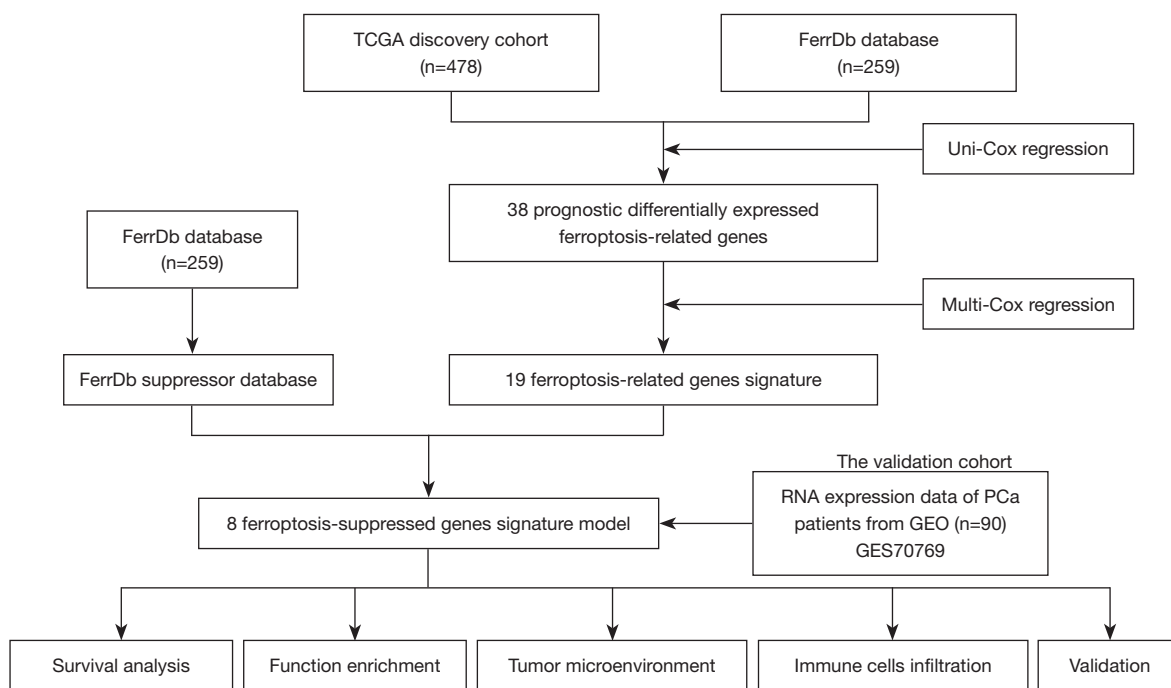 TCGA discovery cohort
(n=478)
FerrDb database
(n=259)
Uni-Cox regression
38 prognostic differentially expressed
ferroptosis-related genes
FerrDb database
(n=259)
Multi-Cox regression
FerrDb suppressor database
19 ferroptosis-related genes signature
The validation cohort
RNA expression data of PCa
patients from GEO (n=90)
GES70769
8 ferroptosis-suppressed genes signature model
Survival analysis
Function enrichment
Tumor microenvironment
Immune cells infiltration
Validation